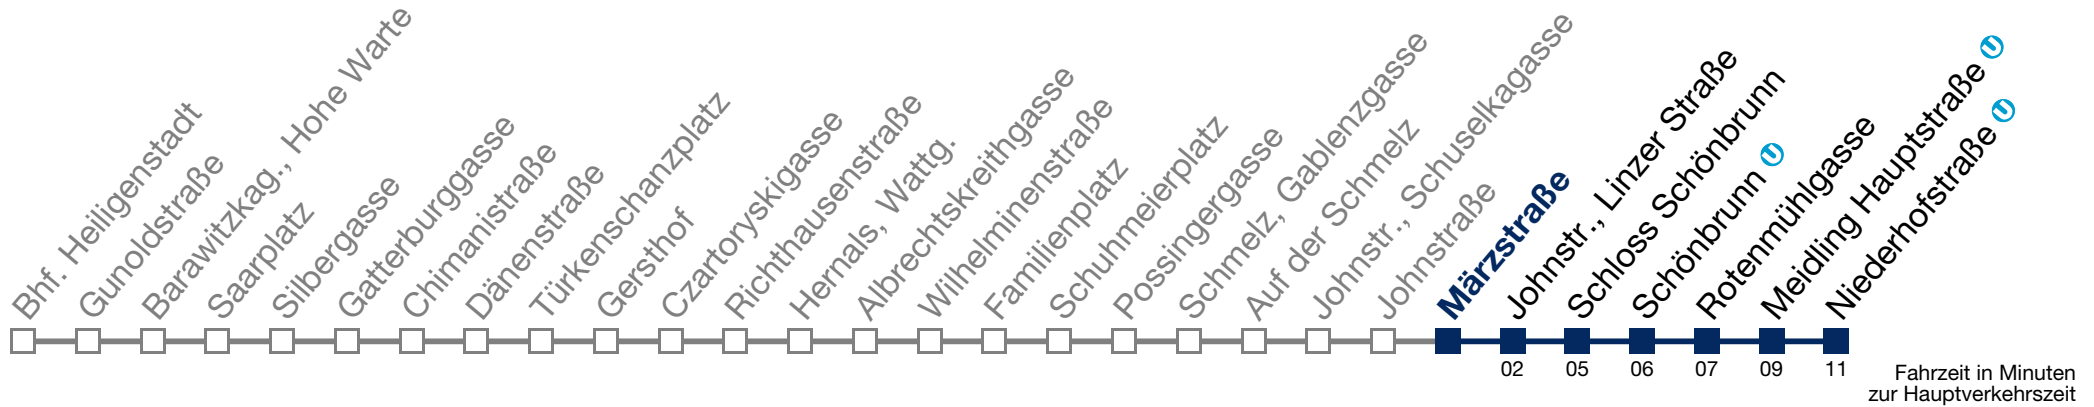 Bhf. Heiligenstadt
Gunoldstraße
Barawitzkag., Hohe Warte
Saarplatz
Silbergasse
Gatterburggasse
Chimanistraße
Dänenstraße
Türkenschanzplatz
Gersthof
Czartoryskigasse
Richthausenstraße
Hernals, Wattg.
Albrechtskreithgasse
Wilhelminenstraße
Familienplatz
Schuhmeierplatz
Possingergasse
Schmelz, Gablenzgasse
Auf der Schmelz
Johnstr., Schuselkagasse
Johnstraße
Märzstraße
Johnstr., Linzer Straße
Schloss Schönbrunn
Schönbrunn U
Rotenmühlgasse
Meidling Hauptstraße U
Niederhofstraße U
02 05 06 07 09 11
Fahrzeit in Minuten
zur Hauptverkehrszeit